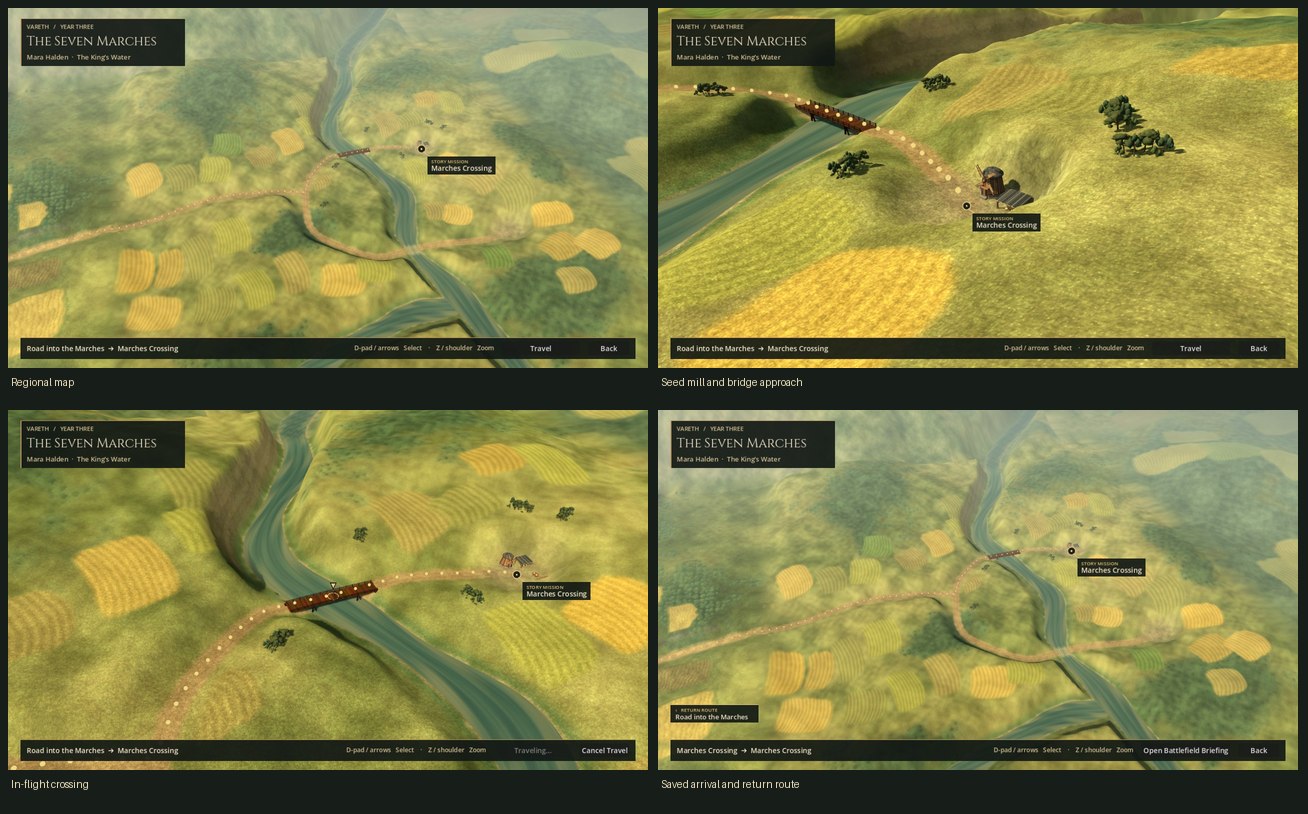 VARETH / YEAR THREE
THE SEVEN MARCHES
Mara Halden · The King's Water
STORY MISSION
Marches Crossing
Road into the Marches → Marches Crossing
D-pad / arrows Select · Z / shoulder Zoom
Travel
Back
Regional map
VARETH / YEAR THREE
THE SEVEN MARCHES
Mara Halden · The King's Water
STORY MISSION
Marches Crossing
Road into the Marches → Marches Crossing
D-pad / arrows Select · Z / shoulder Zoom
Travel
Back
Seed mill and bridge approach
VARETH / YEAR THREE
THE SEVEN MARCHES
Mara Halden · The King's Water
STORY MISSION
Marches Crossing
Road into the Marches → Marches Crossing
D-pad / arrows Select · Z / shoulder Zoom
Traveling...
Cancel Travel
In-flight crossing
VARETH / YEAR THREE
THE SEVEN MARCHES
Mara Halden · The King's Water
STORY MISSION
Marches Crossing
‹ RETURN ROUTE
Road into the Marches
Marches Crossing → Marches Crossing
D-pad / arrows Select · Z / shoulder Zoom
Open Battlefield Briefing
Back
Saved arrival and return route